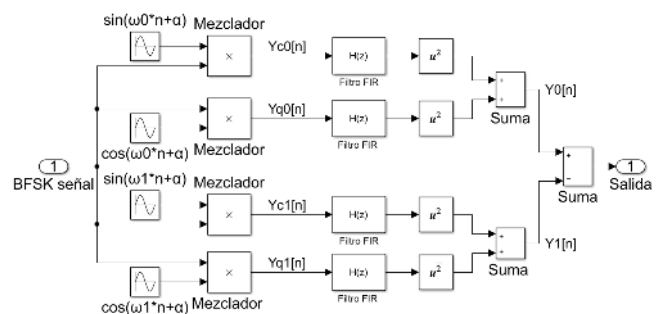 sin(ω0*n+α)
Mezclador
×
Yc0[n]
H(z)
Filtro FIR
u²
+
+
Suma
Y0[n]
×
Yq0[n]
H(z)
Filtro FIR
u²
cos(ω0*n+α)
Mezclador
1
BFSK señal
+
−
Suma
1
Salida
sin(ω1*n+α)
Mezclador
×
Yc1[n]
H(z)
Filtro FIR
u²
+
+
Suma
Y1[n]
×
Yq1[n]
H(z)
Filtro FIR
u²
cos(ω1*n+α)
Mezclador